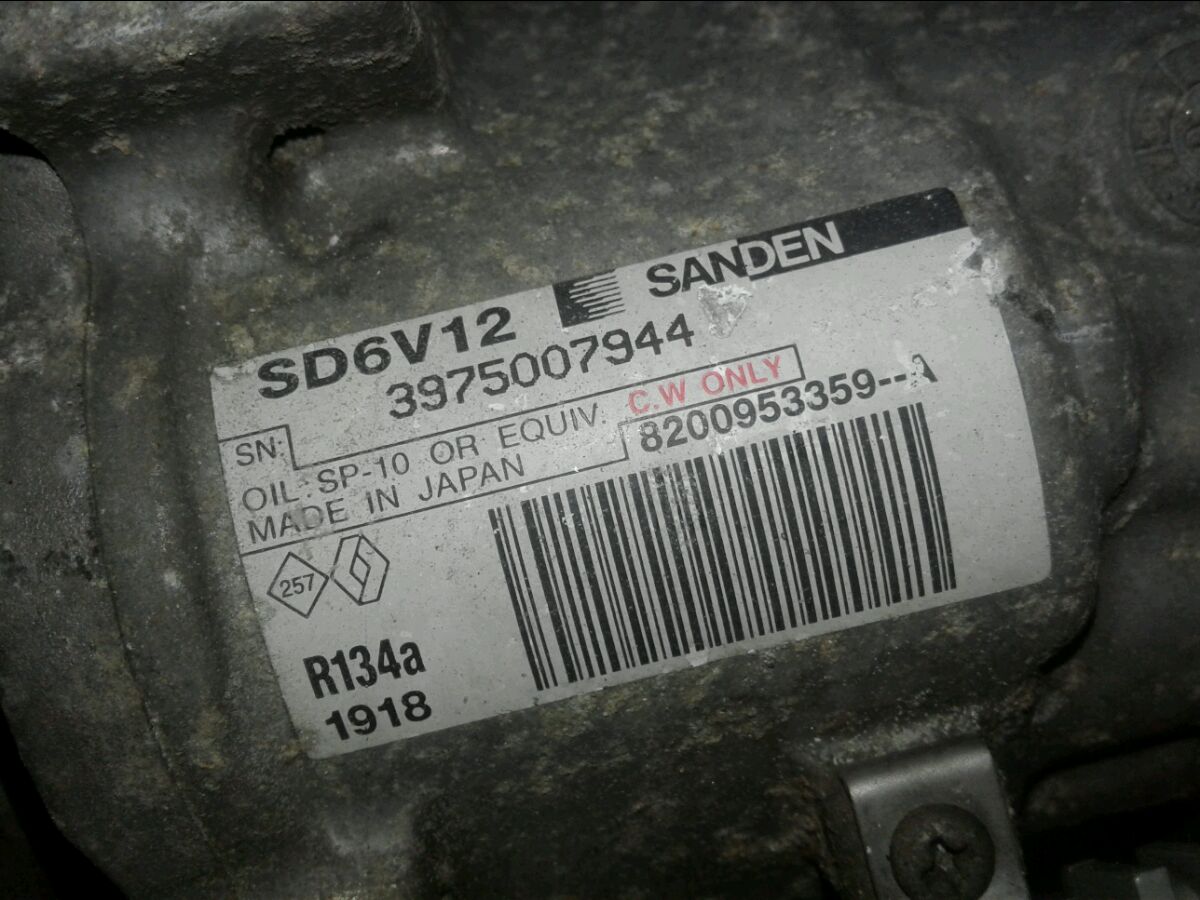 SANDEN
SD6V12
3975007944
SN:
C.W ONLY
OIL: SP-10 OR EQUIV.
8200953359--A
MADE IN JAPAN
257
R134a
1918